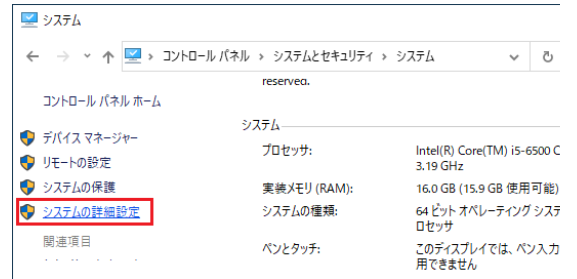 システム
コントロール パネル › システムとセキュリティ › システム
reserved.
コントロール パネル ホーム
システム
デバイス マネージャー
プロセッサ:
Intel(R) Core(TM) i5-6500 C
3.19 GHz
リモートの設定
システムの保護
実装メモリ (RAM):
16.0 GB (15.9 GB 使用可能)
システムの詳細設定
システムの種類:
64 ビット オペレーティング シス
ロセッサ
関連項目
ペンとタッチ:
このディスプレイでは、ペン入力
用できません